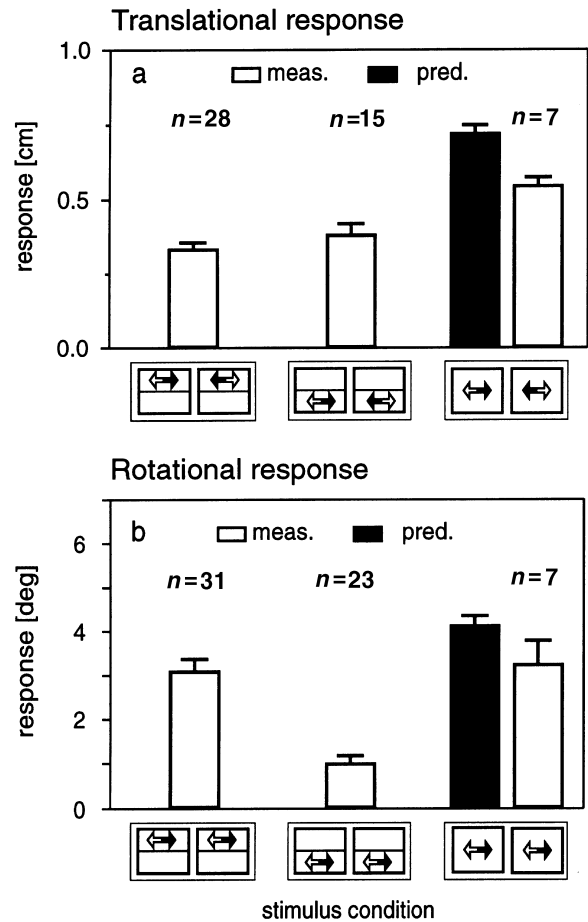 Translational response
1.0
a meas. pred.
n=28 n=15 n=7
response [cm]
0.5
0.0
Rotational response
b meas. pred.
6
n=31 n=23 n=7
response [deg]
4
2
0
stimulus condition